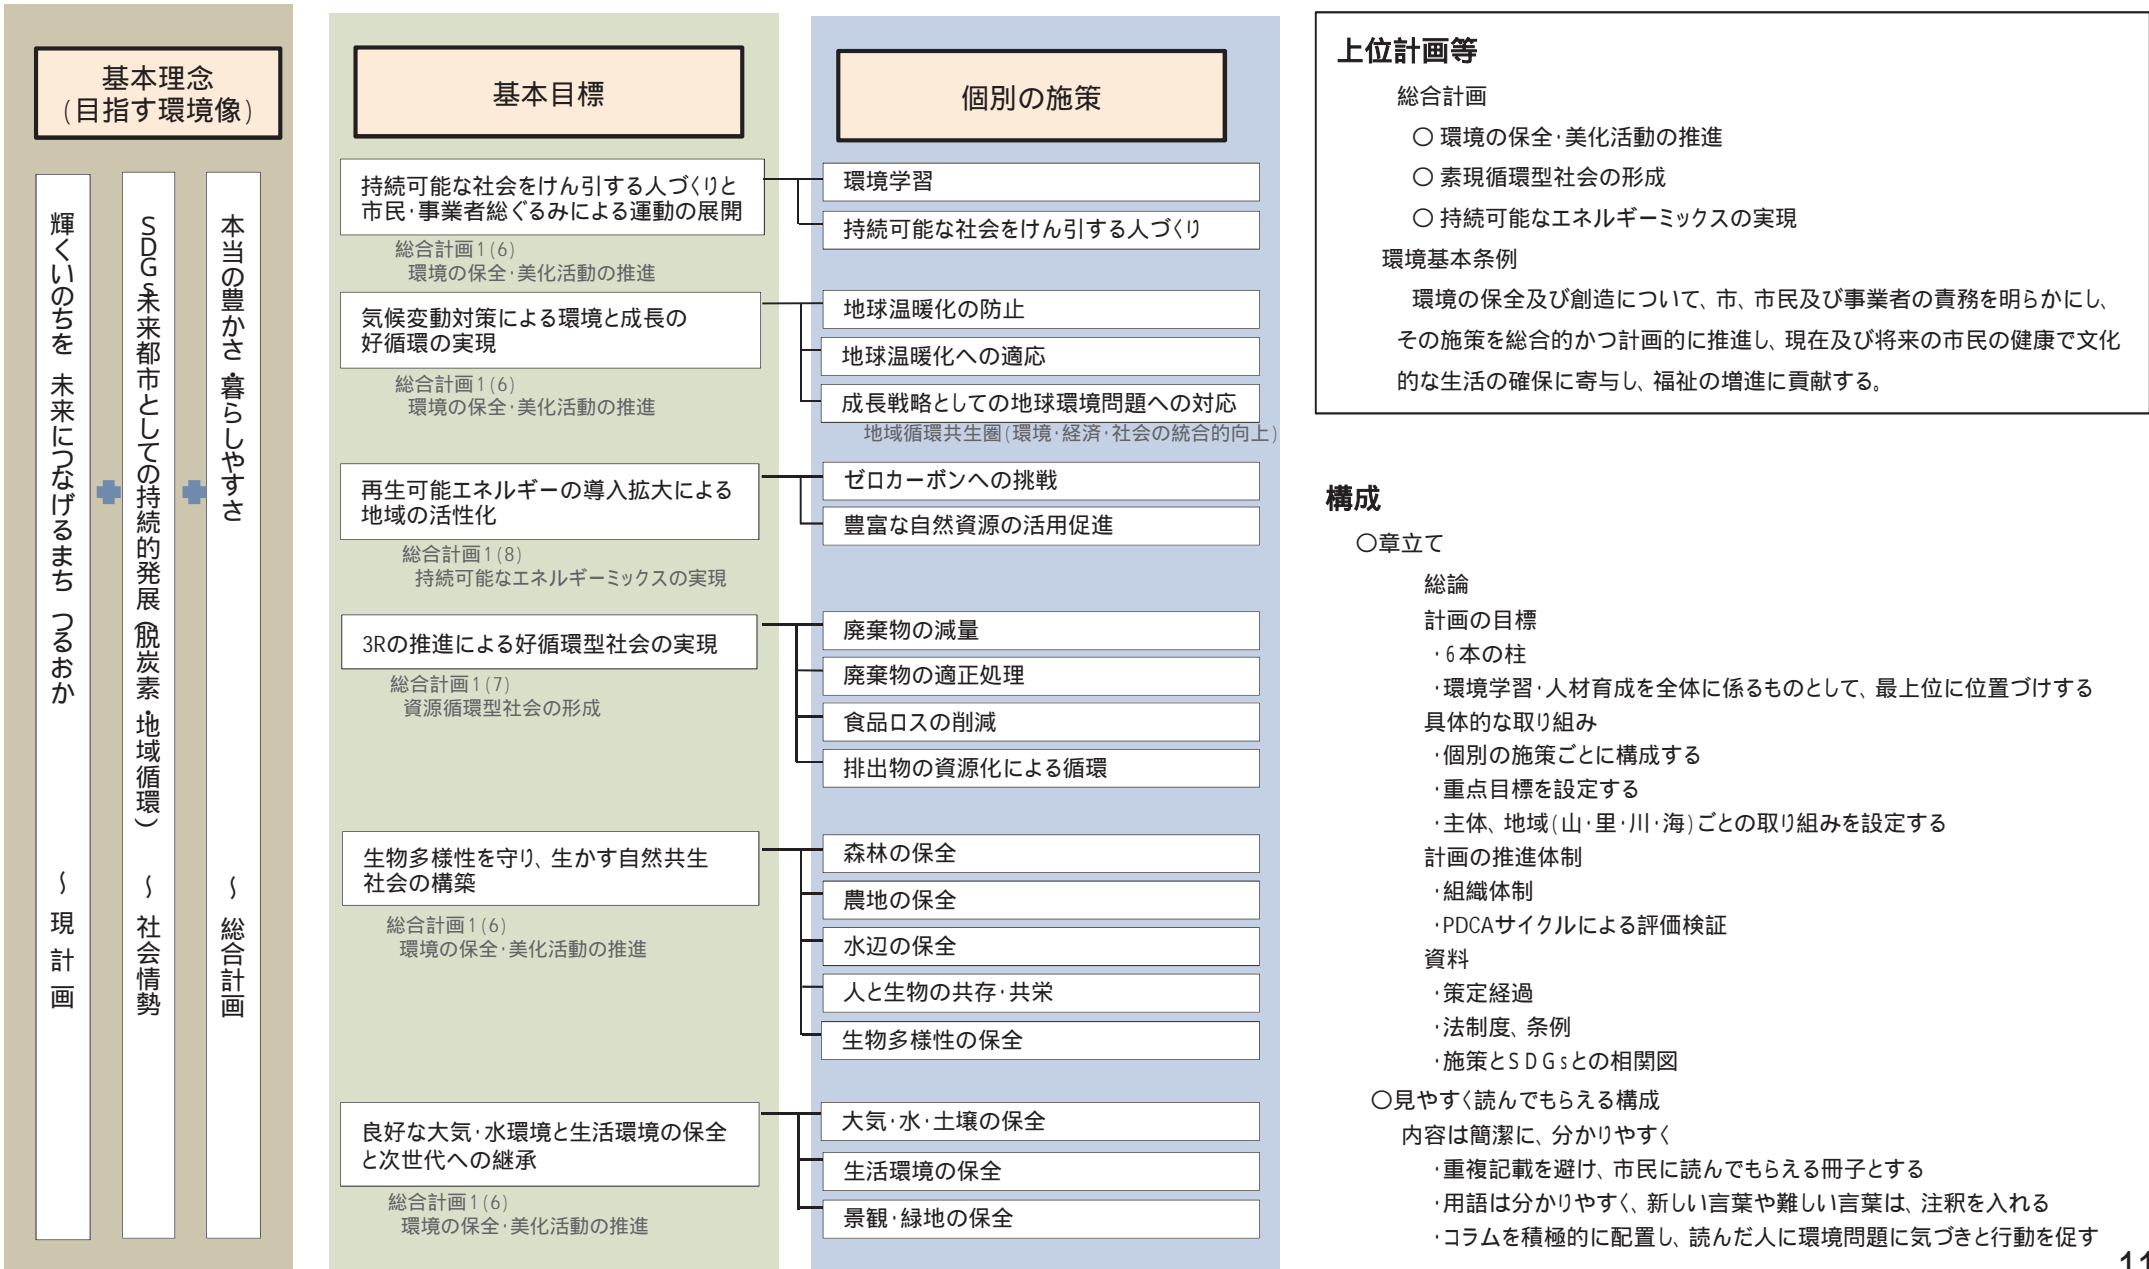 基本理念
(目指す環境像)
輝くいのちを 未来につなげるまち つるおか ～ 現計画
SDGs未来都市としての持続的発展(脱炭素・地域循環) ～ 社会情勢
本当の豊かさ・暮らしやすさ ～ 総合計画
基本目標
持続可能な社会をけん引する人づくりと
市民・事業者総ぐるみによる運動の展開
総合計画1(6)
環境の保全・美化活動の推進
気候変動対策による環境と成長の
好循環の実現
総合計画1(6)
環境の保全・美化活動の推進
再生可能エネルギーの導入拡大による
地域の活性化
総合計画1(8)
持続可能なエネルギーミックスの実現
3Rの推進による好循環型社会の実現
総合計画1(7)
資源循環型社会の形成
生物多様性を守り、生かす自然共生
社会の構築
総合計画1(6)
環境の保全・美化活動の推進
良好な大気・水環境と生活環境の保全
と次世代への継承
総合計画1(6)
環境の保全・美化活動の推進
個別の施策
環境学習
持続可能な社会をけん引する人づくり
地球温暖化の防止
地球温暖化への適応
成長戦略としての地球環境問題への対応
地域循環共生圏(環境・経済・社会の統合的向上)
ゼロカーボンへの挑戦
豊富な自然資源の活用促進
廃棄物の減量
廃棄物の適正処理
食品ロスの削減
排出物の資源化による循環
森林の保全
農地の保全
水辺の保全
人と生物の共存・共栄
生物多様性の保全
大気・水・土壌の保全
生活環境の保全
景観・緑地の保全
上位計画等
総合計画
○ 環境の保全・美化活動の推進
○ 素現循環型社会の形成
○ 持続可能なエネルギーミックスの実現
環境基本条例
環境の保全及び創造について、市、市民及び事業者の責務を明らかにし、
その施策を総合的かつ計画的に推進し、現在及び将来の市民の健康で文化
的な生活の確保に寄与し、福祉の増進に貢献する。
構成
○章立て
総論
計画の目標
・6本の柱
・環境学習・人材育成を全体に係るものとして、最上位に位置づけする
具体的な取り組み
・個別の施策ごとに構成する
・重点目標を設定する
・主体、地域(山・里・川・海)ごとの取り組みを設定する
計画の推進体制
・組織体制
・PDCAサイクルによる評価検証
資料
・策定経過
・法制度、条例
・施策とSDGsとの相関図
○見やすく読んでもらえる構成
内容は簡潔に、分かりやすく
・重複記載を避け、市民に読んでもらえる冊子とする
・用語は分かりやすく、新しい言葉や難しい言葉は、注釈を入れる
・コラムを積極的に配置し、読んだ人に環境問題に気づきと行動を促す
11